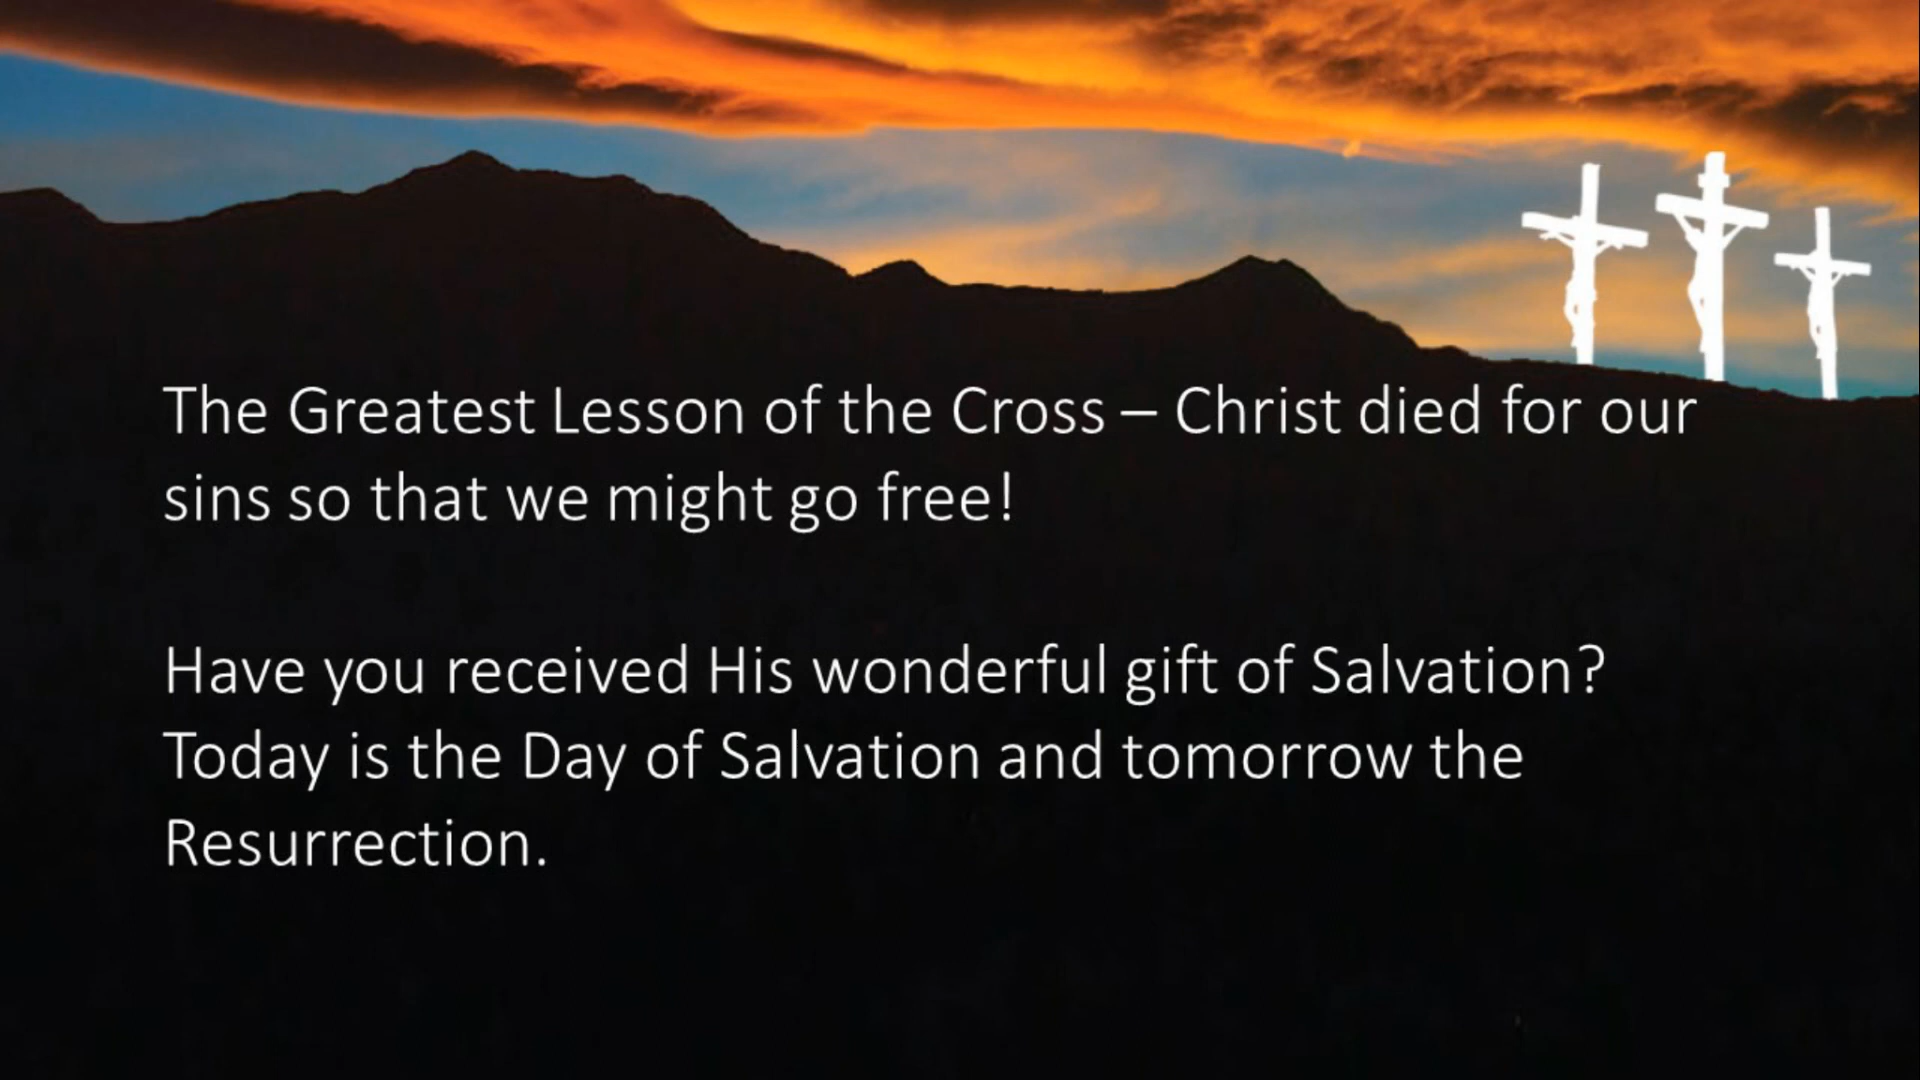 The Greatest Lesson of the Cross – Christ died for our
sins so that we might go free!
Have you received His wonderful gift of Salvation?
Today is the Day of Salvation and tomorrow the
Resurrection.